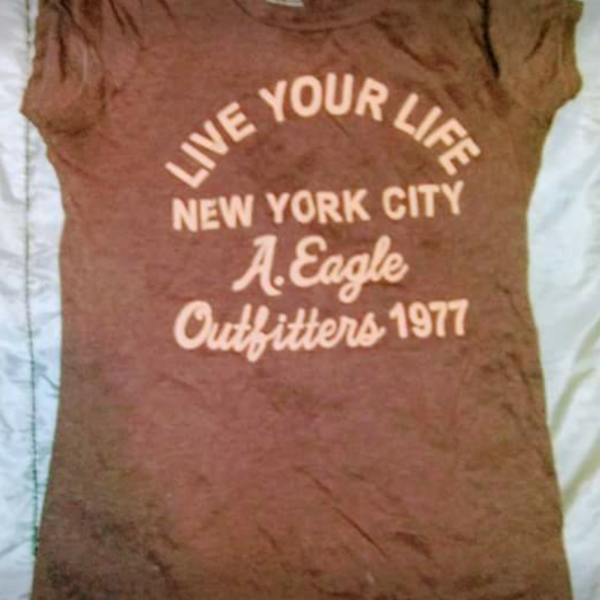 LIVE YOUR LIFE
NEW YORK CITY
A. Eagle
Outfitters 1977